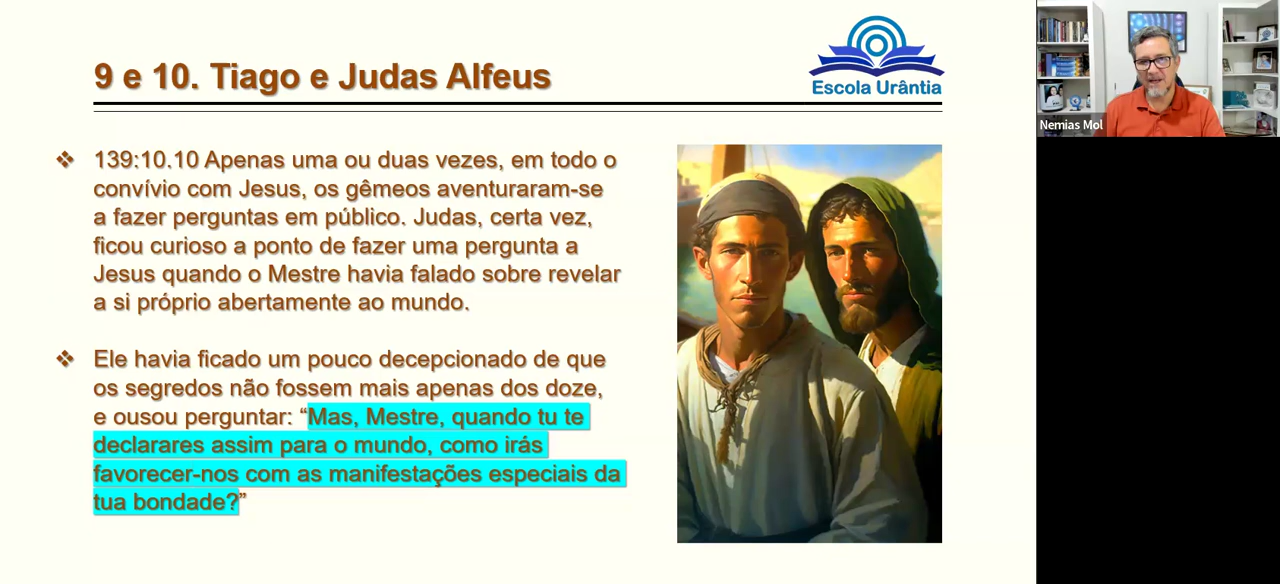 9 e 10. Tiago e Judas Alfeus
Escola Urântia
Nemias Mol
139:10.10 Apenas uma ou duas vezes, em todo o
convívio com Jesus, os gêmeos aventuraram-se
a fazer perguntas em público. Judas, certa vez,
ficou curioso a ponto de fazer uma pergunta a
Jesus quando o Mestre havia falado sobre revelar
a si próprio abertamente ao mundo.
Ele havia ficado um pouco decepcionado de que
os segredos não fossem mais apenas dos doze,
e ousou perguntar: “Mas, Mestre, quando tu te
declarares assim para o mundo, como irás
favorecer-nos com as manifestações especiais da
tua bondade?”